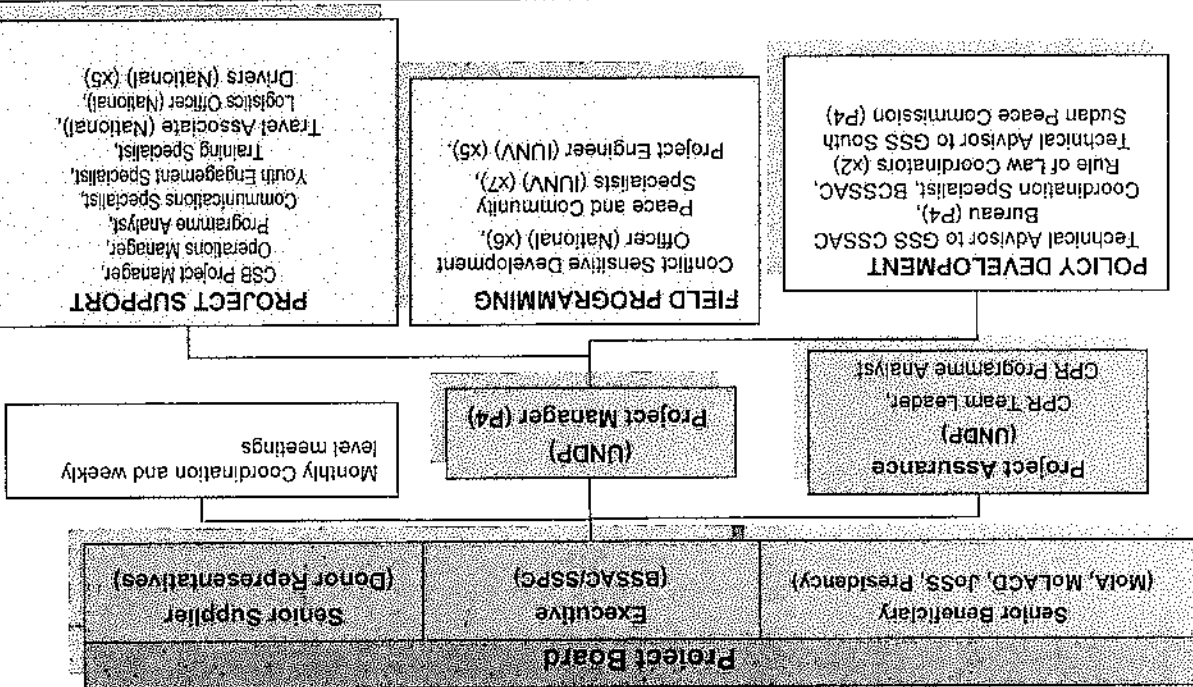 Project Board
Senior Beneficiary
(MoIA, MoLACD, JoSS, Presidency)
Executive
(BSSAC/SSPC)
Senior Supplier
(Donor Representatives)
Project Assurance
(UNDP)
CPR Team Leader,
CPR Programme Analyst
(UNDP)
Project Manager (P4)
Monthly Coordination and weekly
level meetings
POLICY DEVELOPMENT
Technical Advisor to GSS CSSAC
Bureau (P4),
Coordination Specialist, BCSSAC,
Rule of Law Coordinators (x2)
Technical Advisor to GSS South
Sudan Peace Commission (P4)
FIELD PROGRAMMING
Conflict Sensitive Development
Officer (National) (x6),
Peace and Community
Specialists (IUNV) (x7),
Project Engineer (IUNV) (x5)
PROJECT SUPPORT
CSB Project Manager,
Operations Manager,
Programme Analyst,
Communications Specialist,
Youth Engagement Specialist,
Training Specialist,
Travel Associate (National),
Logistics Officer (National),
Drivers (National) (x5)